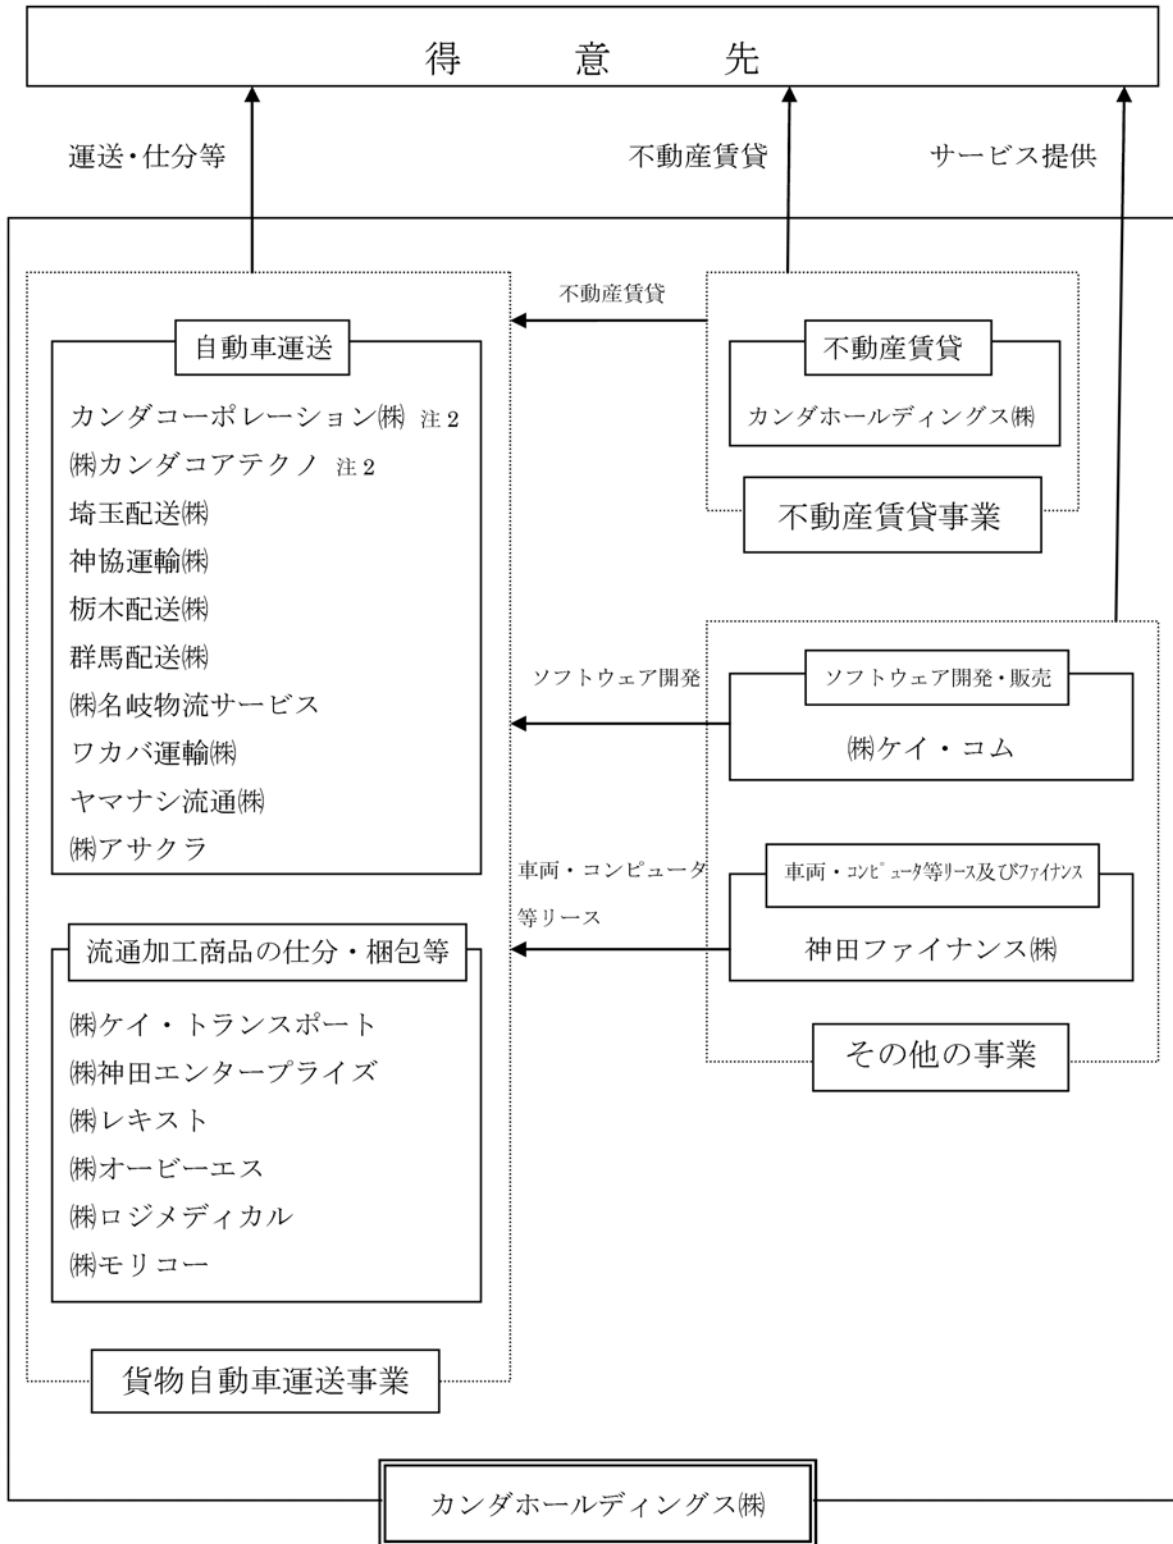 得意先
運送・仕分等
不動産賃貸
サービス提供
不動産賃貸
自動車運送
カンダコーポレーション㈱ 注2
㈱カンダコアテクノ 注2
埼玉配送㈱
神協運輸㈱
栃木配送㈱
群馬配送㈱
㈱名岐物流サービス
ワカバ運輸㈱
ヤマナシ流通㈱
㈱アサクラ
流通加工商品の仕分・梱包等
㈱ケイ・トランスポート
㈱神田エンタープライズ
㈱レキスト
㈱オービーエス
㈱ロジメディカル
㈱モリコー
貨物自動車運送事業
不動産賃貸
カンダホールディングス㈱
不動産賃貸事業
ソフトウェア開発
ソフトウェア開発・販売
㈱ケイ・コム
車両・コンピュータ
等リース
車両・コンピュータ等リース及びファイナンス
神田ファイナンス㈱
その他の事業
カンダホールディングス㈱